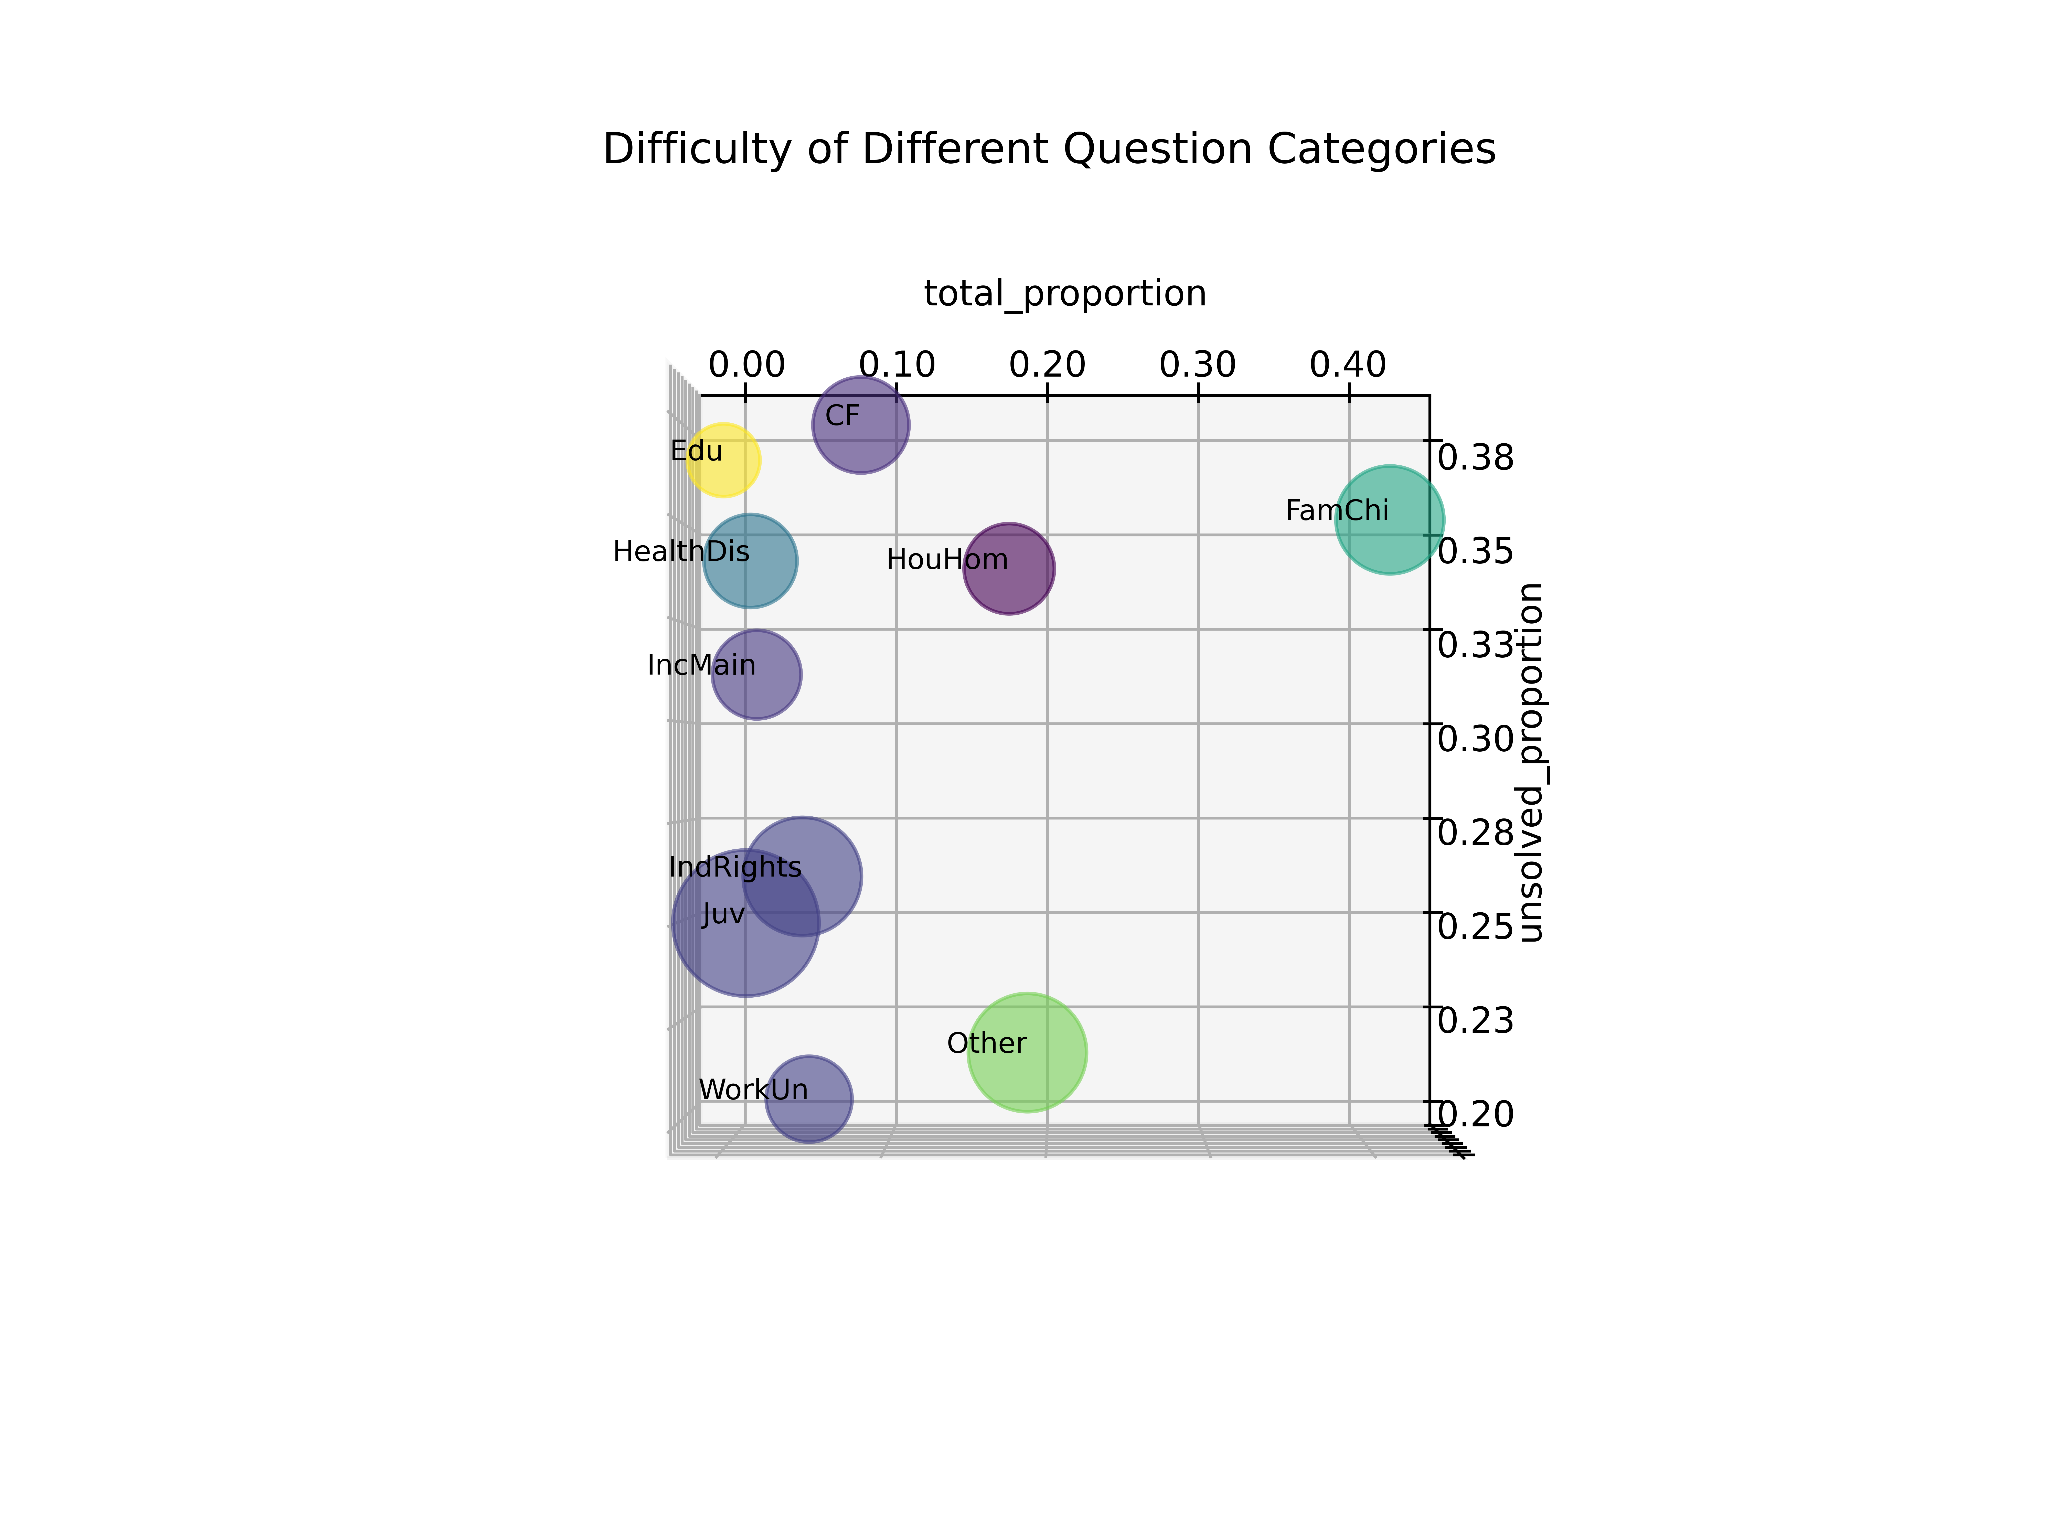 Difficulty of Different Question Categories
total_proportion
0.00 0.10 0.20 0.30 0.40
CF
Edu
0.38
FamChi
HealthDis
HouHom
0.35
0.33
IncMain
unsolved_proportion
0.30
0.28
IndRights
Juv
0.25
0.23
Other
WorkUn
0.20